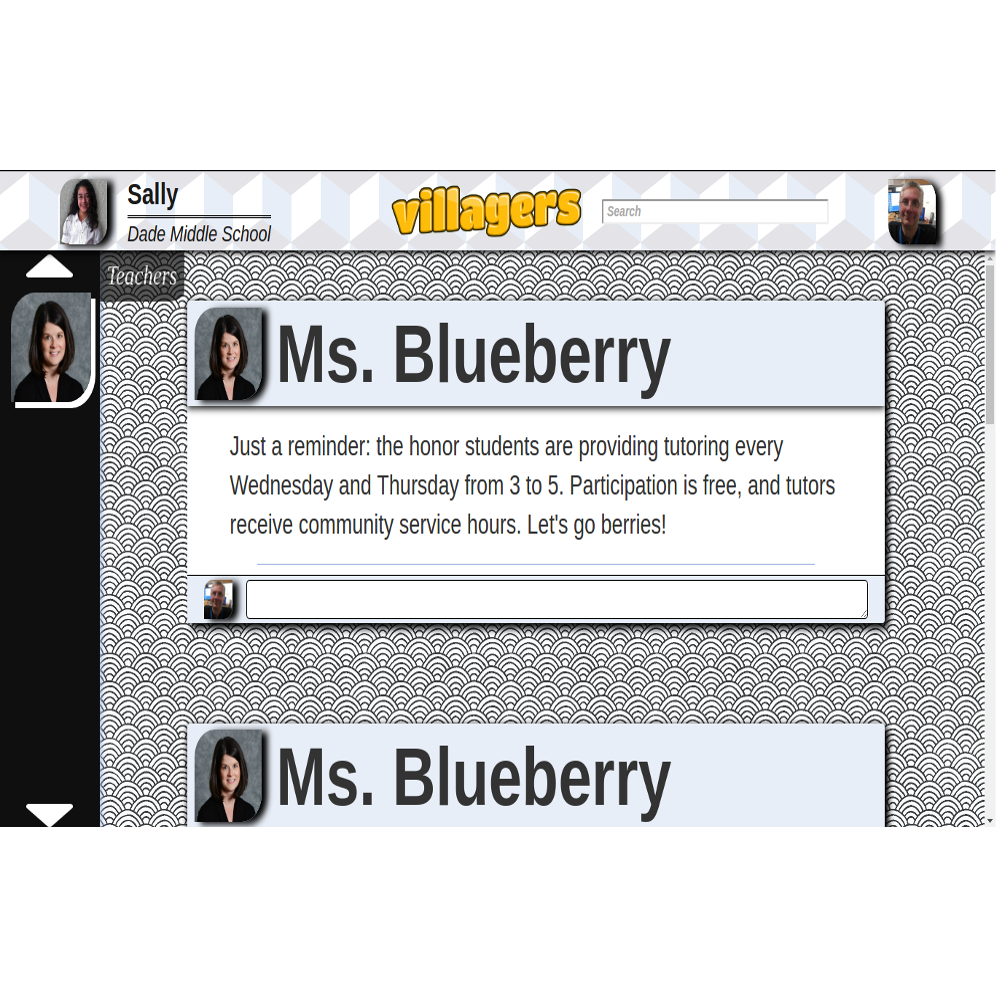 Sally
Dade Middle School
villagers
Search
Teachers
Ms. Blueberry
Just a reminder: the honor students are providing tutoring every
Wednesday and Thursday from 3 to 5. Participation is free, and tutors
receive community service hours. Let's go berries!
Ms. Blueberry